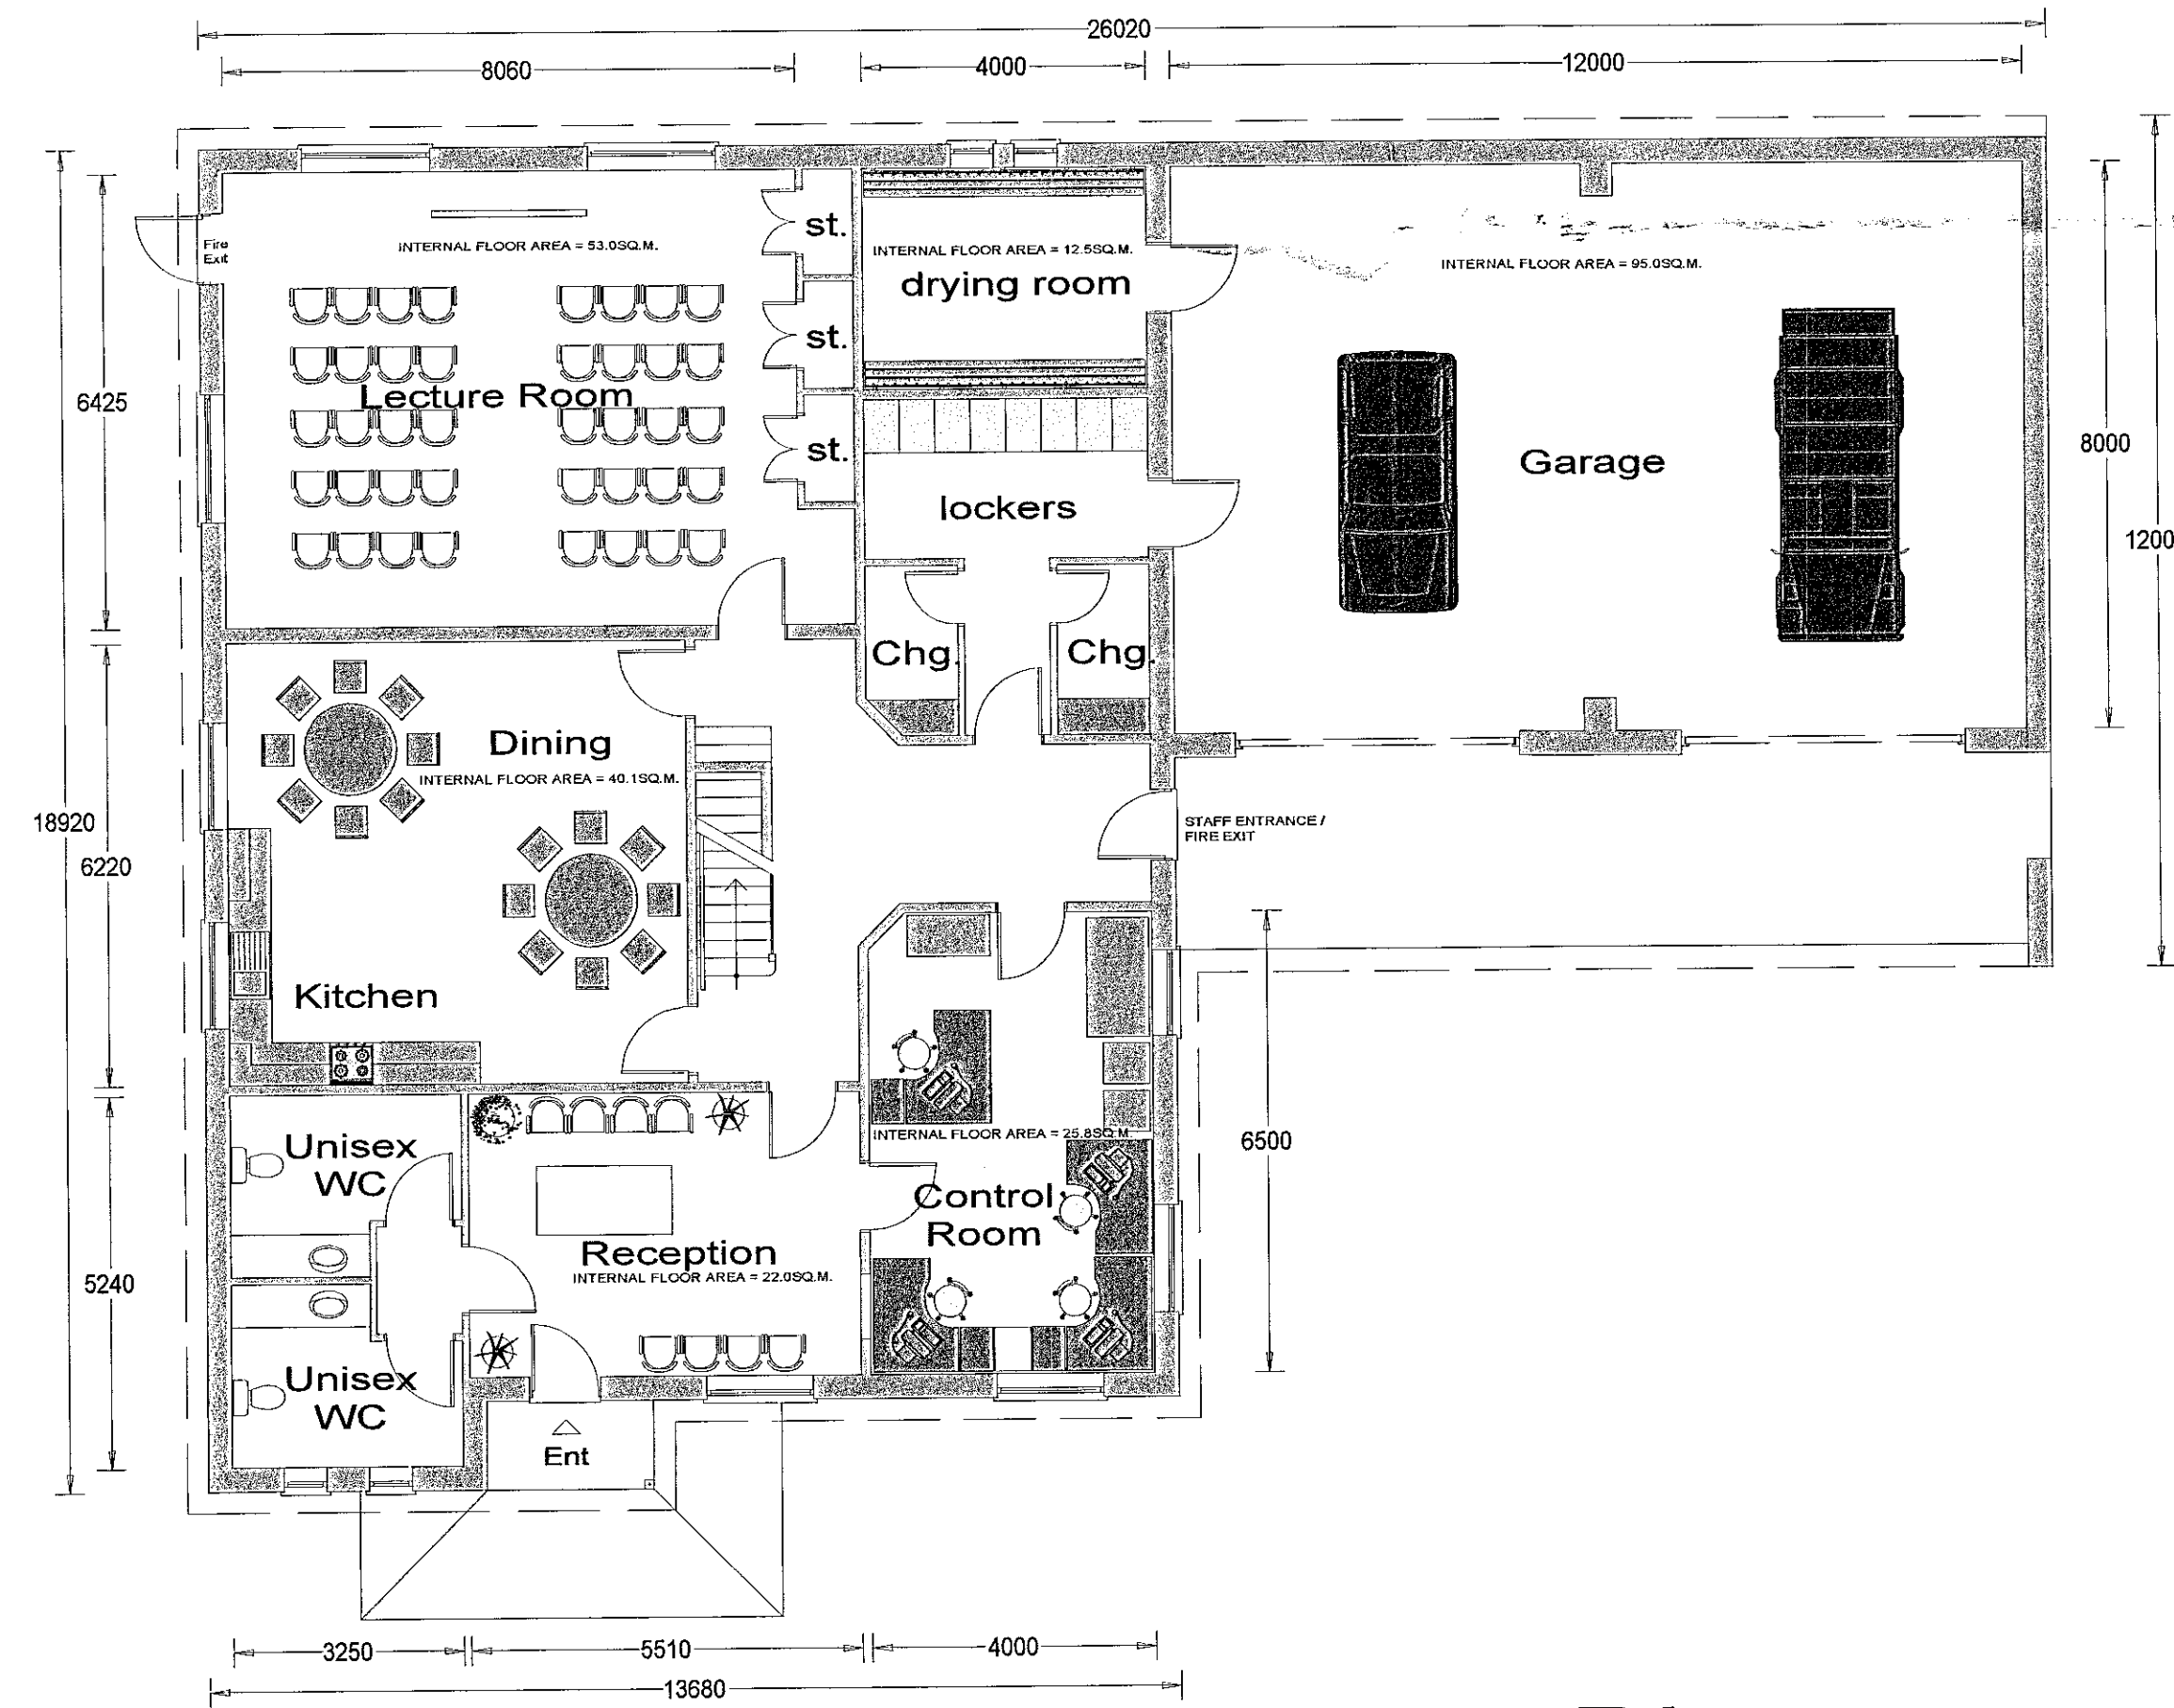 26020
8060
4000
12000
Fire
Exit
INTERNAL FLOOR AREA = 53.0SQ.M.
st.
INTERNAL FLOOR AREA = 12.5SQ.M.
drying room
INTERNAL FLOOR AREA = 95.0SQ.M.
st.
Lecture Room
6425
st.
8000
Garage
lockers
1200
Chg.
Chg.
Dining
INTERNAL FLOOR AREA = 40.1SQ.M.
18920
STAFF ENTRANCE /
FIRE EXIT
6220
Kitchen
INTERNAL FLOOR AREA = 25.8SQ.M.
6500
Unisex
WC
Control
Room
Reception
INTERNAL FLOOR AREA = 22.0SQ.M.
5240
Unisex
WC
Ent
3250
5510
4000
13680